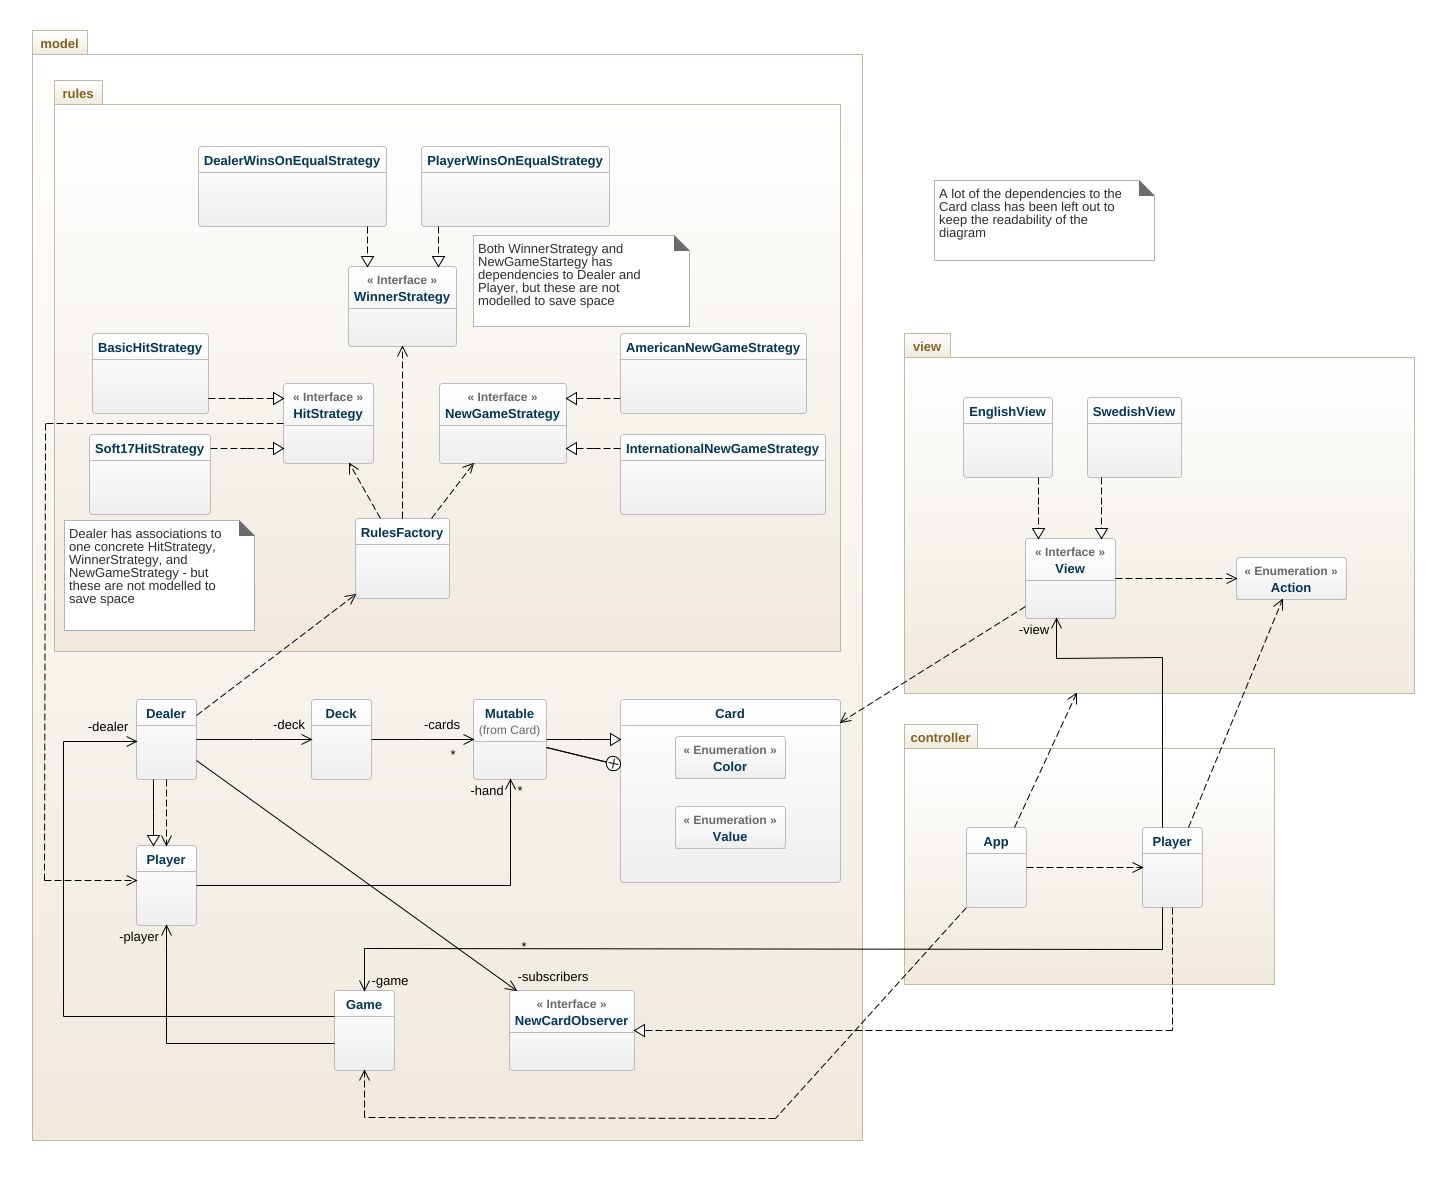 model
rules
DealerWinsOnEqualStrategy
PlayerWinsOnEqualStrategy
A lot of the dependencies to the
Card class has been left out to
keep the readability of the
diagram
Both WinnerStrategy and
NewGameStartegy has
dependencies to Dealer and
Player, but these are not
modelled to save space
« Interface »
WinnerStrategy
BasicHitStrategy
AmericanNewGameStrategy
« Interface »
HitStrategy
« Interface »
NewGameStrategy
Soft17HitStrategy
InternationalNewGameStrategy
RulesFactory
Dealer has associations to
one concrete HitStrategy,
WinnerStrategy, and
NewGameStrategy - but
these are not modelled to
save space
view
EnglishView
SwedishView
« Interface »
View
« Enumeration »
Action
-view
Dealer
-dealer
Deck
-deck
Mutable
(from Card)
-cards
*
-hand
*
Card
« Enumeration »
Color
« Enumeration »
Value
controller
App
Player
Player
-player
*
-game
-subscribers
Game
« Interface »
NewCardObserver